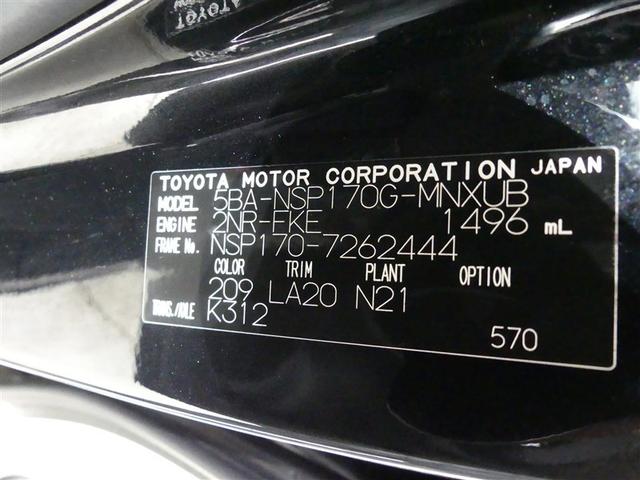 ATOYOT
TOYOTA MOTOR CORPORATION JAPAN
MODEL 5BA-NSP170G-MNXUB
ENGINE 2NR-FKE 1496 mL
FRAME No. NSP170-7262444
COLOR TRIM PLANT OPTION
209 LA20 N21
TRANS./AXLE K312
570